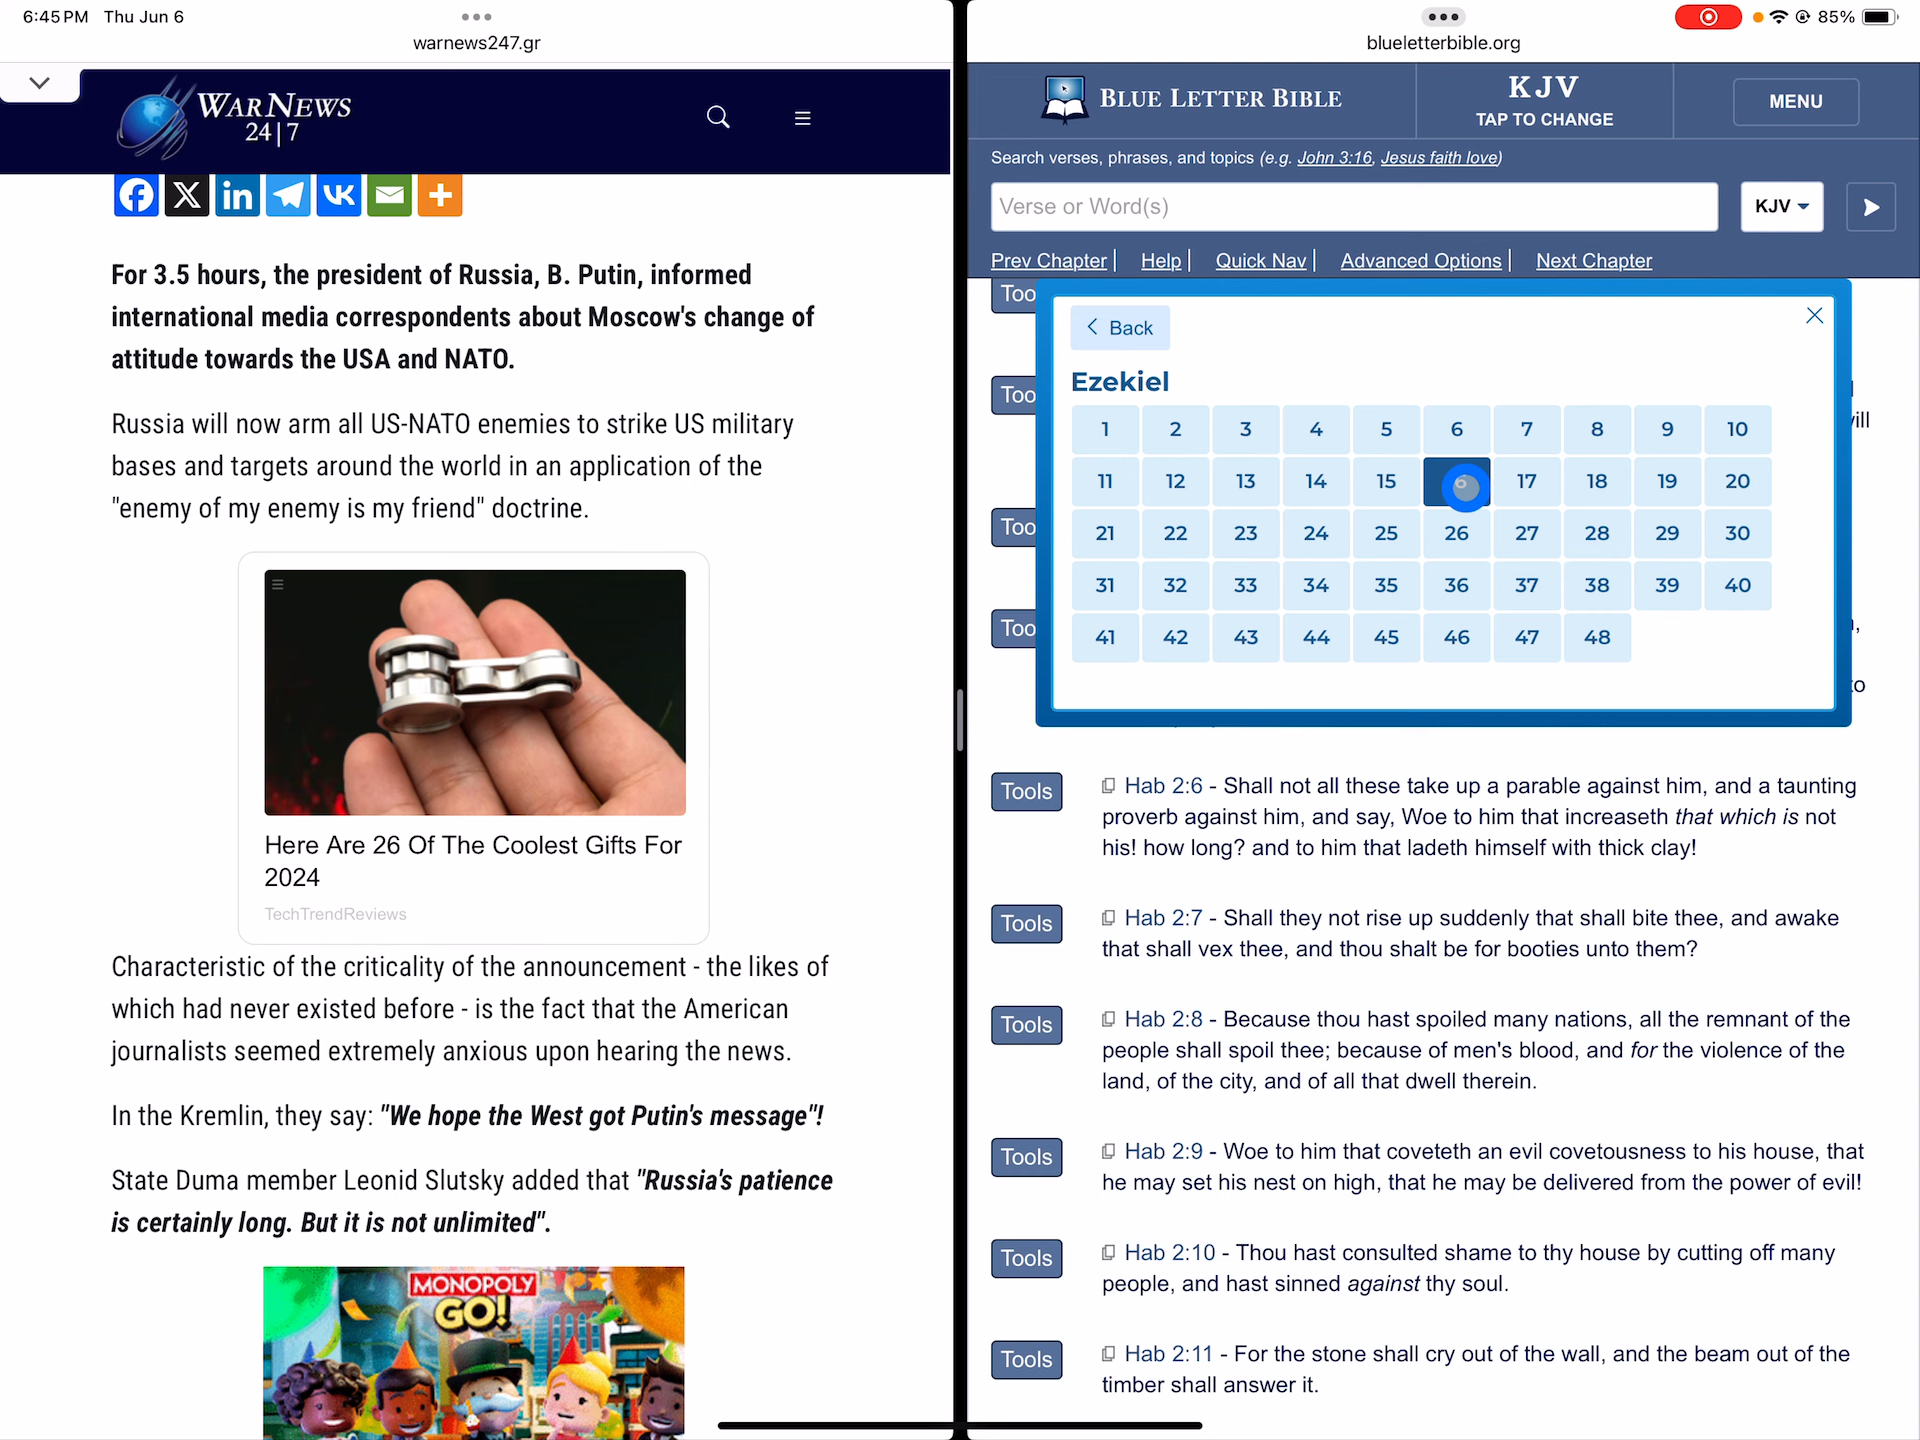 6:45 PM Thu Jun 6
warnews247.gr
WARNEWS
24|7
For 3.5 hours, the president of Russia, B. Putin, informed
international media correspondents about Moscow's change of
attitude towards the USA and NATO.
Russia will now arm all US-NATO enemies to strike US military
bases and targets around the world in an application of the
"enemy of my enemy is my friend" doctrine.
Here Are 26 Of The Coolest Gifts For
2024
TechTrendReviews
Characteristic of the criticality of the announcement - the likes of
which had never existed before - is the fact that the American
journalists seemed extremely anxious upon hearing the news.
In the Kremlin, they say: "We hope the West got Putin's message"!
State Duma member Leonid Slutsky added that "Russia's patience
is certainly long. But it is not unlimited".
MONOPOLY
GO!
85%
blueletterbible.org
BLUE LETTER BIBLE
KJV
TAP TO CHANGE
MENU
Search verses, phrases, and topics (e.g. John 3:16, Jesus faith love)
Verse or Word(s)
KJV
Prev Chapter | Help | Quick Nav | Advanced Options | Next Chapter
Too
Back
Ezekiel
Too
1 2 3 4 5 6 7 8 9 10
ill
11 12 13 14 15 6 17 18 19 20
Too
21 22 23 24 25 26 27 28 29 30
31 32 33 34 35 36 37 38 39 40
Too
41 42 43 44 45 46 47 48
to
Tools Hab 2:6 - Shall not all these take up a parable against him, and a taunting
proverb against him, and say, Woe to him that increaseth that which is not
his! how long? and to him that ladeth himself with thick clay!
Tools Hab 2:7 - Shall they not rise up suddenly that shall bite thee, and awake
that shall vex thee, and thou shalt be for booties unto them?
Tools Hab 2:8 - Because thou hast spoiled many nations, all the remnant of the
people shall spoil thee; because of men's blood, and for the violence of the
land, of the city, and of all that dwell therein.
Tools Hab 2:9 - Woe to him that coveteth an evil covetousness to his house, that
he may set his nest on high, that he may be delivered from the power of evil!
Tools Hab 2:10 - Thou hast consulted shame to thy house by cutting off many
people, and hast sinned against thy soul.
Tools Hab 2:11 - For the stone shall cry out of the wall, and the beam out of the
timber shall answer it.